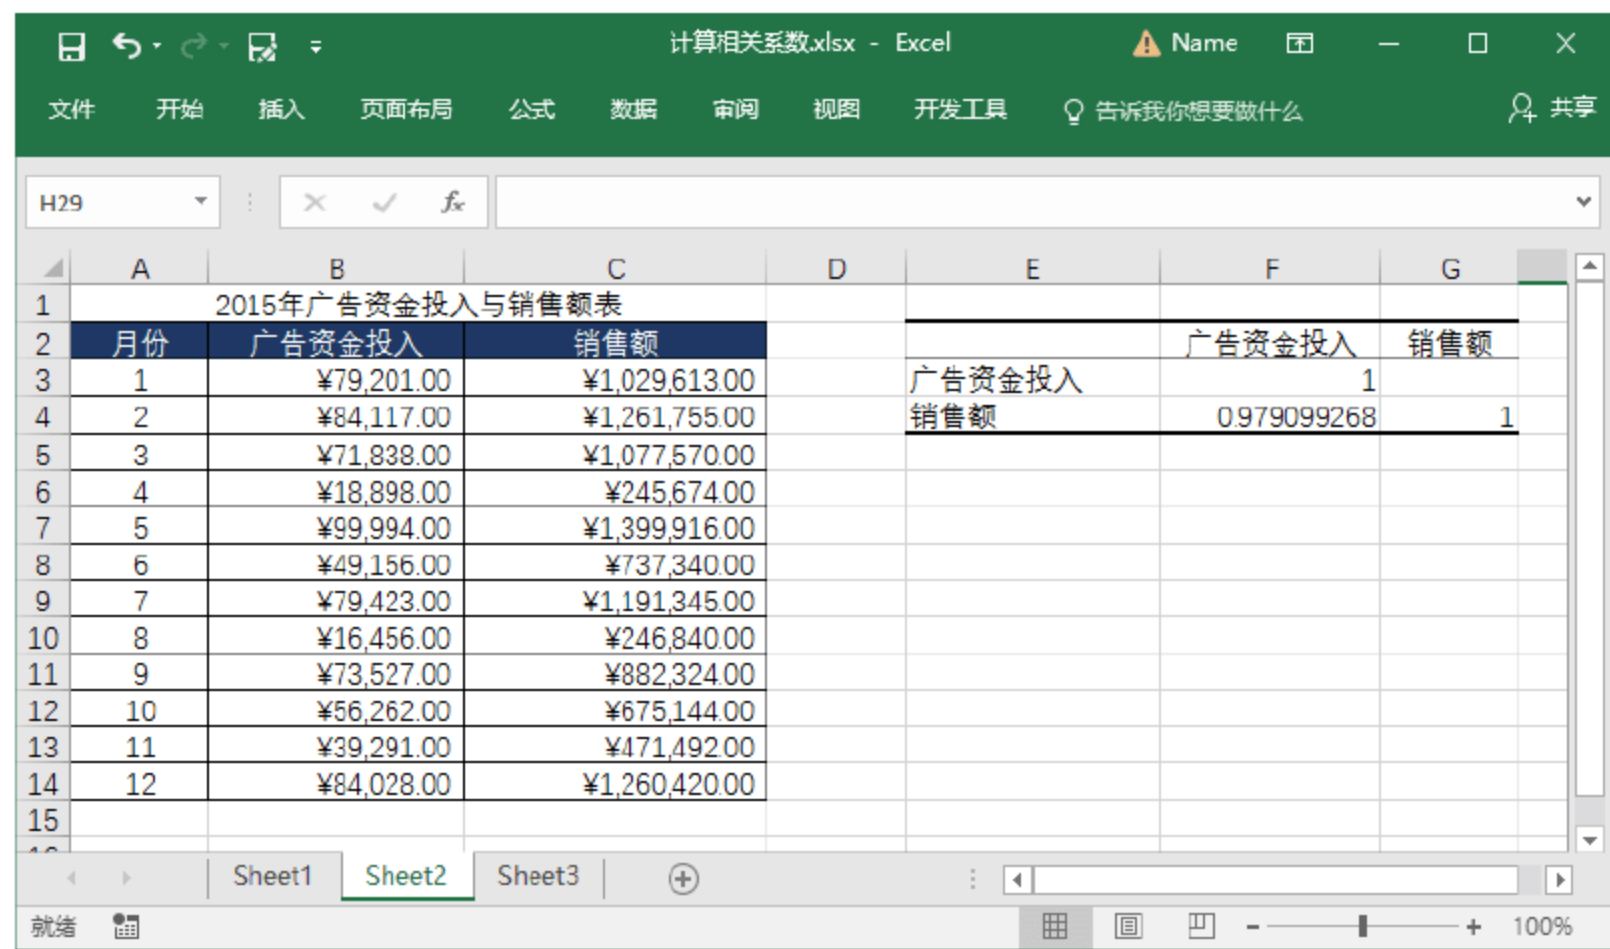 计算相关系数.xlsx - Excel Name
文件 开始 插入 页面布局 公式 数据 审阅 视图 开发工具 告诉我你想要做什么 共享
H29 fx
A B C D E F G
1 2015年广告资金投入与销售额表
2 月份 广告资金投入 销售额 广告资金投入 销售额
3 1 ¥79,201.00 ¥1,029,613.00 广告资金投入 1
4 2 ¥84,117.00 ¥1,261,755.00 销售额 0.979099268 1
5 3 ¥71,838.00 ¥1,077,570.00
6 4 ¥18,898.00 ¥245,674.00
7 5 ¥99,994.00 ¥1,399,916.00
8 6 ¥49,156.00 ¥737,340.00
9 7 ¥79,423.00 ¥1,191,345.00
10 8 ¥16,456.00 ¥246,840.00
11 9 ¥73,527.00 ¥882,324.00
12 10 ¥56,262.00 ¥675,144.00
13 11 ¥39,291.00 ¥471,492.00
14 12 ¥84,028.00 ¥1,260,420.00
15
Sheet1 Sheet2 Sheet3
就绪 100%